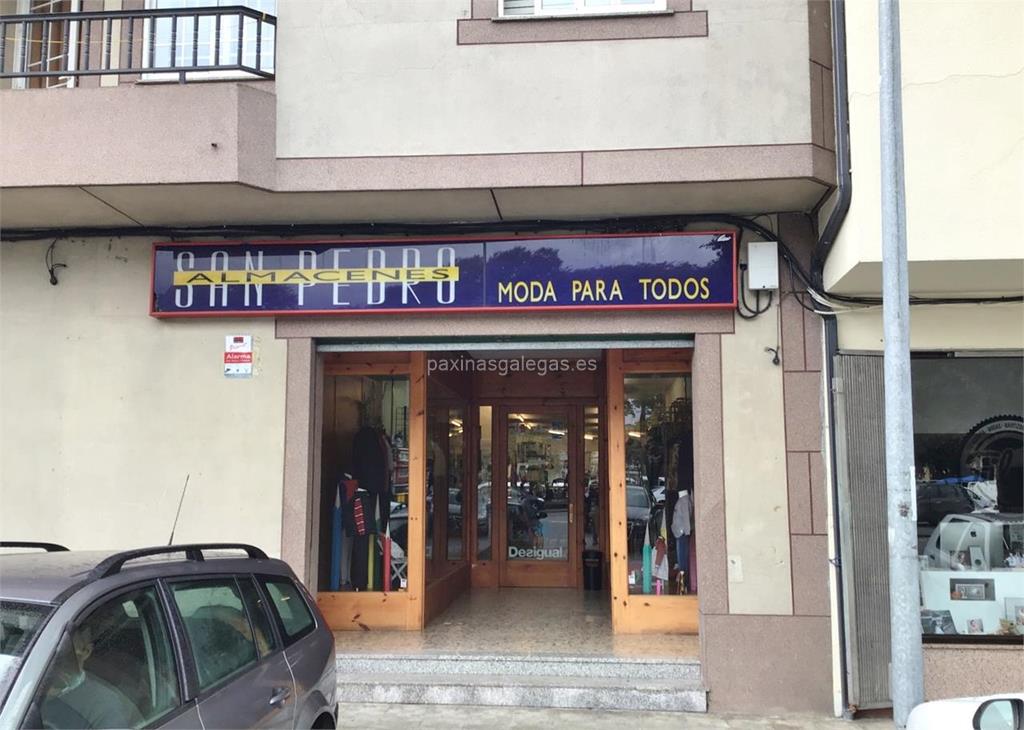 SAN PEDRO
ALMACENES
MODA PARA TODOS
paxinasgalegas.es
Alarma
Desigual